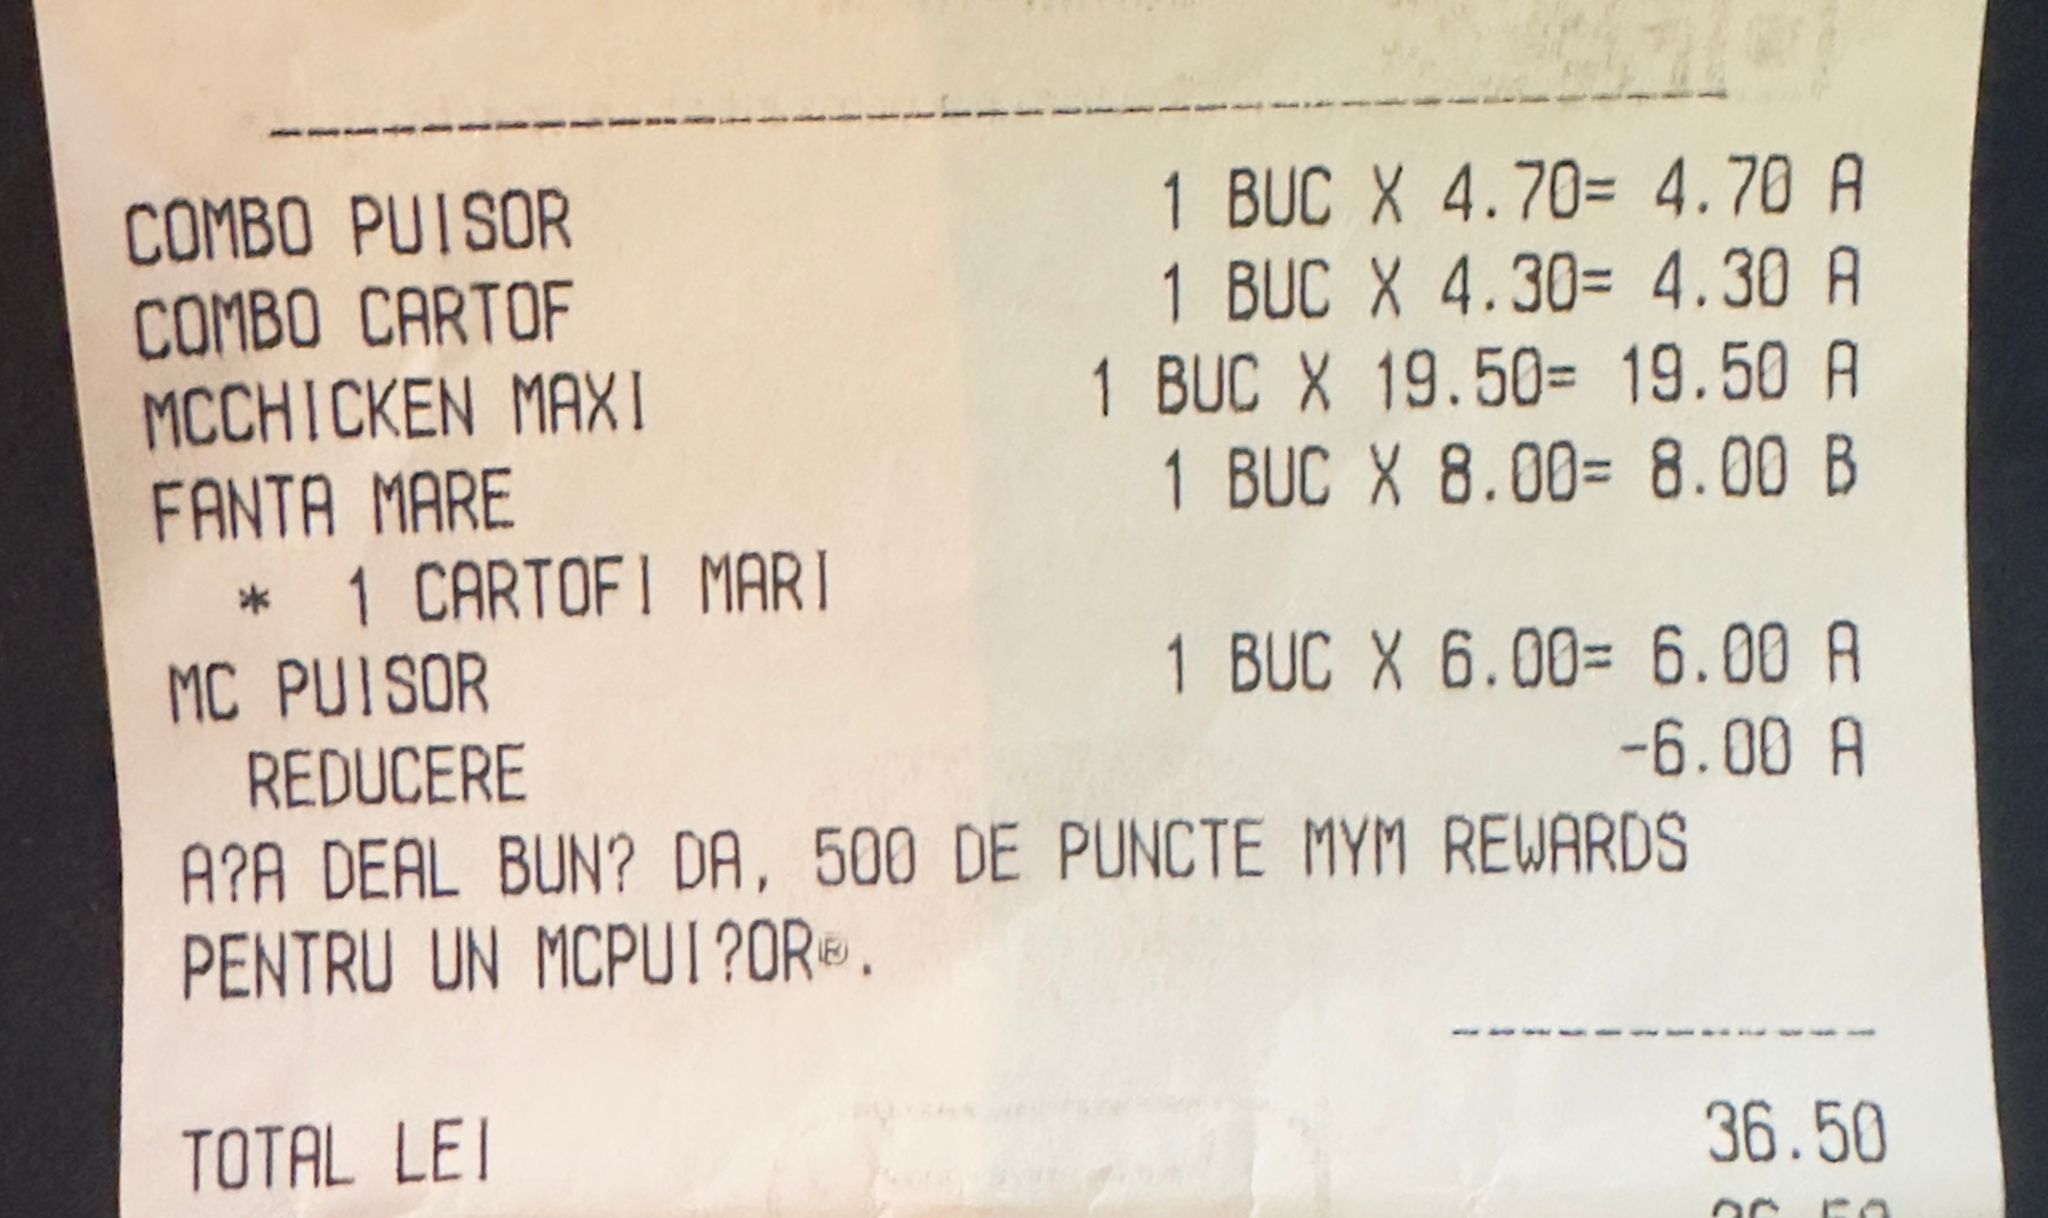 COMBO PUISOR 1 BUC X 4.70= 4.70 A
COMBO CARTOF 1 BUC X 4.30= 4.30 A
MCCHICKEN MAXI 1 BUC X 19.50= 19.50 A
FANTA MARE 1 BUC X 8.00= 8.00 B
* 1 CARTOFI MARI
MC PUISOR 1 BUC X 6.00= 6.00 A
REDUCERE -6.00 A
A?A DEAL BUN? DA, 500 DE PUNCTE MYM REWARDS
PENTRU UN MCPUI?OR®.
TOTAL LEI 36.50